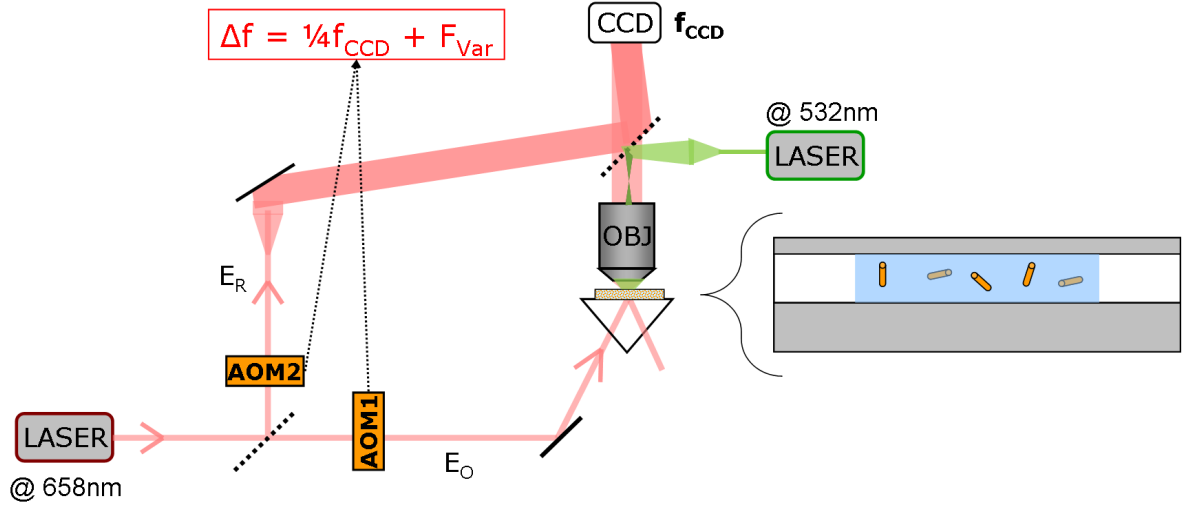 CCD
f_CCD
Δf = ¼f_CCD + F_Var
@ 532nm
LASER
OBJ
E_R
AOM2
AOM1
LASER
E_O
@ 658nm